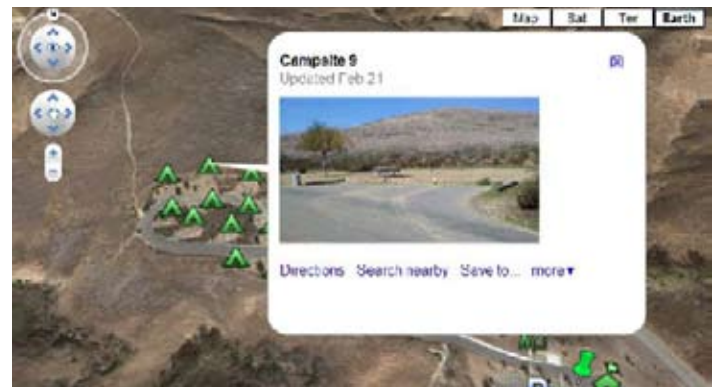 Map Sat Ter Earth
Campsite 9
Updated Feb 21
Directions Search nearby Save to... more▼